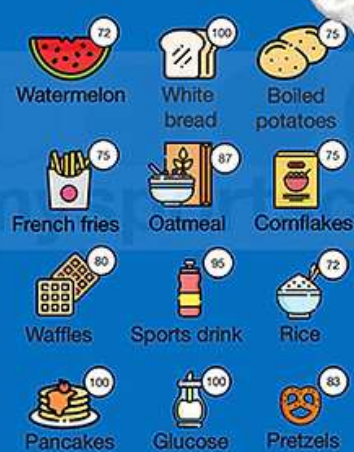 72 100 75
Watermelon White bread Boiled potatoes
75 87 75
French fries Oatmeal Cornflakes
80 95 72
Waffles Sports drink Rice
100 100 83
Pancakes Glucose Pretzels